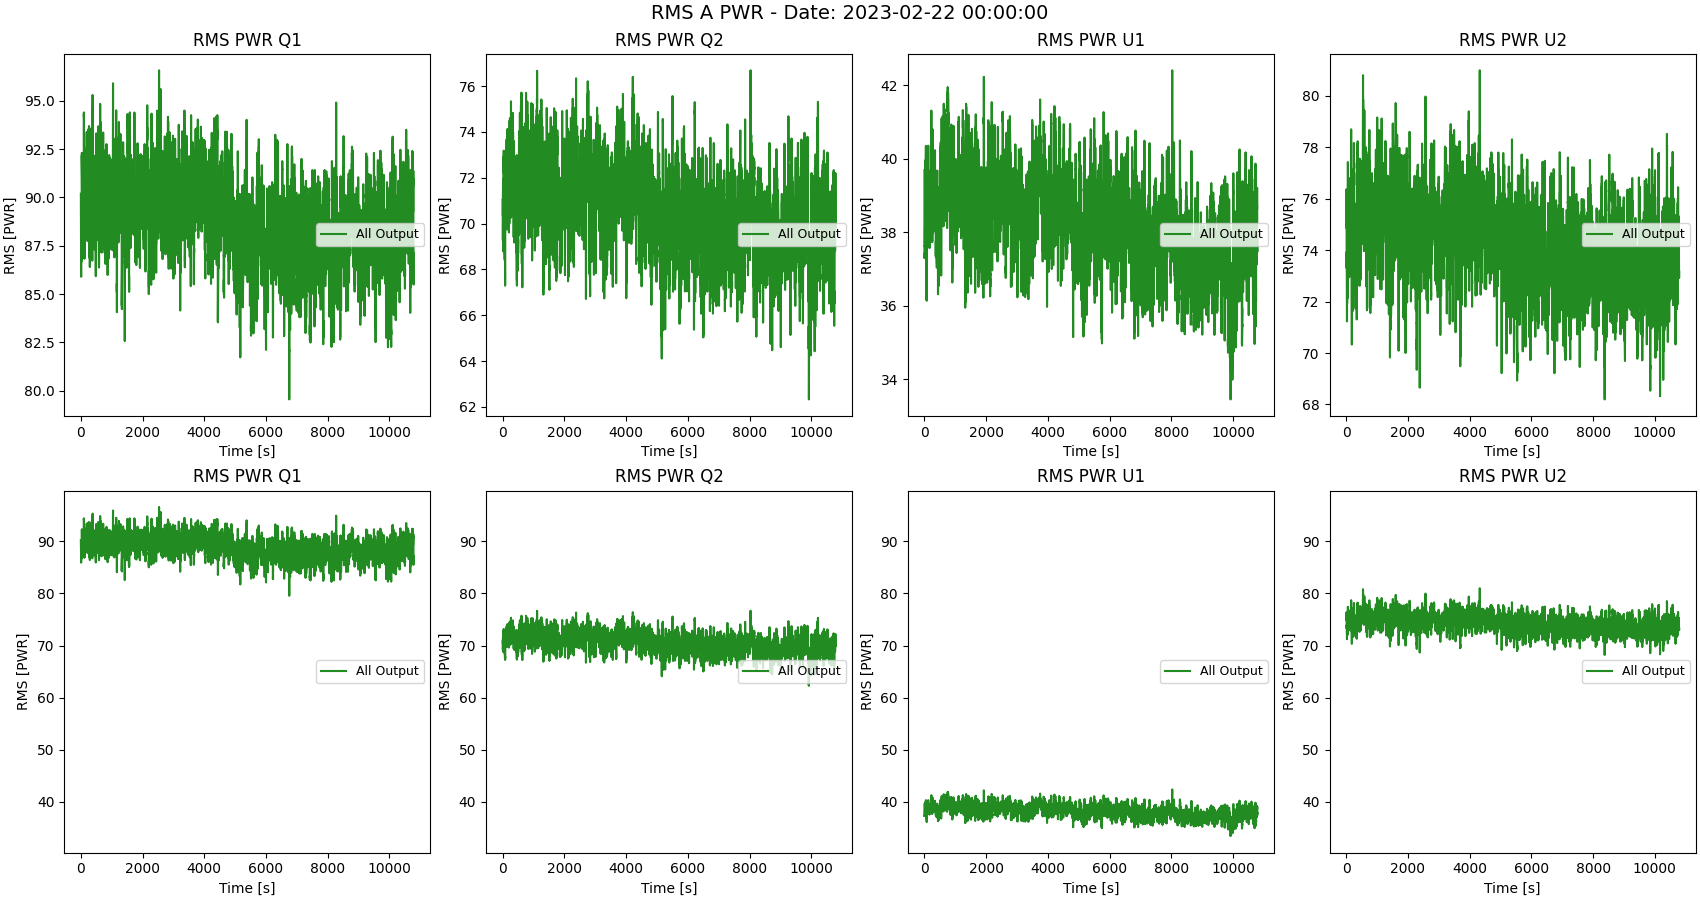 RMS A PWR - Date: 2023-02-22 00:00:00
RMS PWR Q1
RMS [PWR]
95.0
92.5
90.0
87.5
85.0
82.5
80.0
All Output
0 2000 4000 6000 8000 10000
Time [s]
RMS PWR Q2
RMS [PWR]
76
74
72
70
68
66
64
62
All Output
0 2000 4000 6000 8000 10000
Time [s]
RMS PWR U1
RMS [PWR]
42
40
38
36
34
All Output
0 2000 4000 6000 8000 10000
Time [s]
RMS PWR U2
RMS [PWR]
80
78
76
74
72
70
68
All Output
0 2000 4000 6000 8000 10000
Time [s]
RMS PWR Q1
RMS [PWR]
90
80
70
60
50
40
All Output
0 2000 4000 6000 8000 10000
Time [s]
RMS PWR Q2
RMS [PWR]
90
80
70
60
50
40
All Output
0 2000 4000 6000 8000 10000
Time [s]
RMS PWR U1
RMS [PWR]
90
80
70
60
50
40
All Output
0 2000 4000 6000 8000 10000
Time [s]
RMS PWR U2
RMS [PWR]
90
80
70
60
50
40
All Output
0 2000 4000 6000 8000 10000
Time [s]